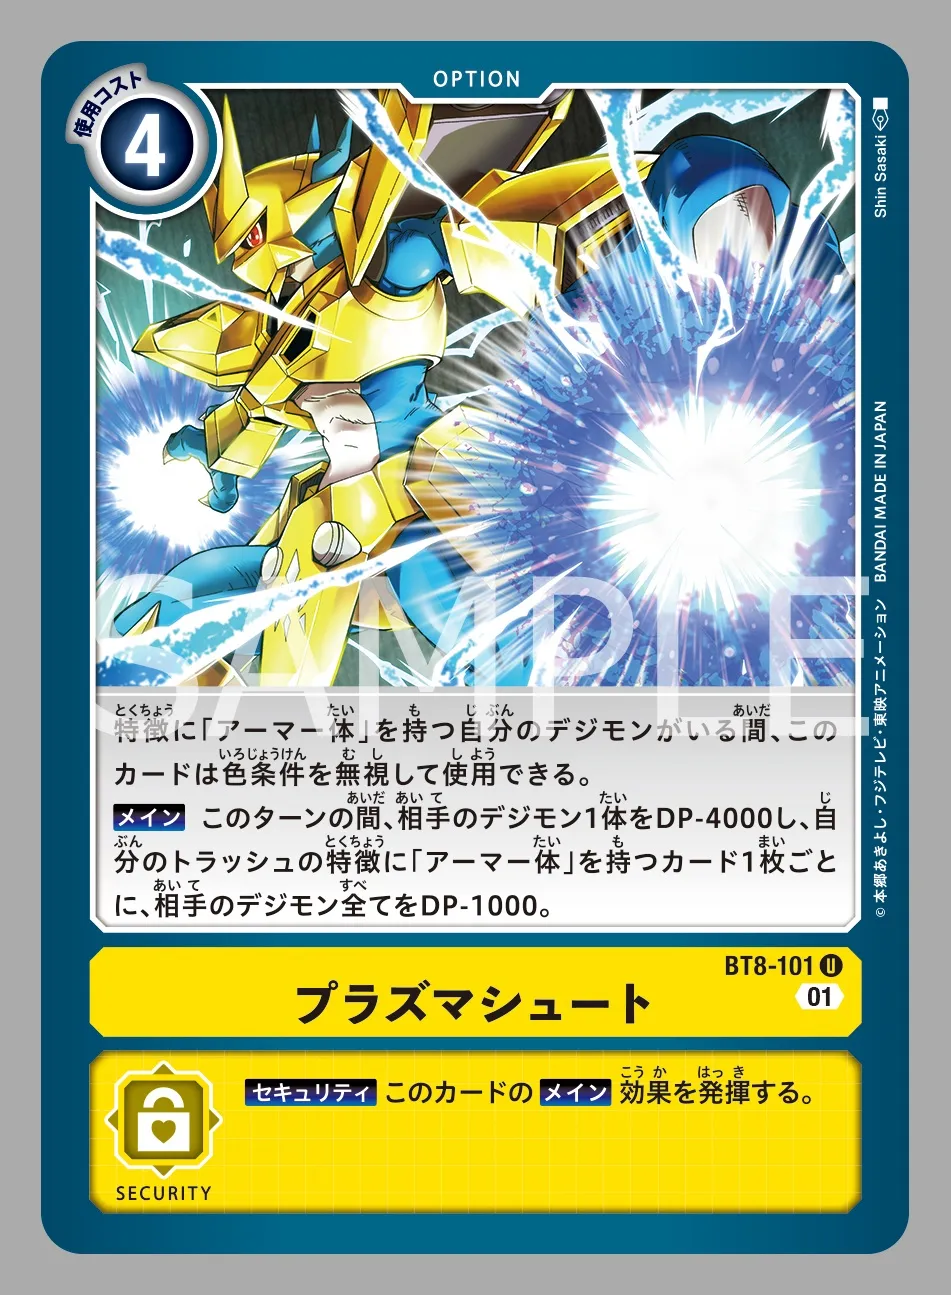 OPTION
使用コスト
4
Shin Sasaki
BANDAI MADE IN JAPAN
© 本郷あきよし・フジテレビ・東映アニメーション
SAMPLE
特徴に「アーマー体」を持つ自分のデジモンがいる間、この
カードは色条件を無視して使用できる。
メイン このターンの間、相手のデジモン1体をDP-4000し、自
分のトラッシュの特徴に「アーマー体」を持つカード1枚ごと
に、相手のデジモン全てをDP-1000。
BT8-101 U
01
プラズマシュート
セキュリティ このカードの メイン 効果を発揮する。
SECURITY